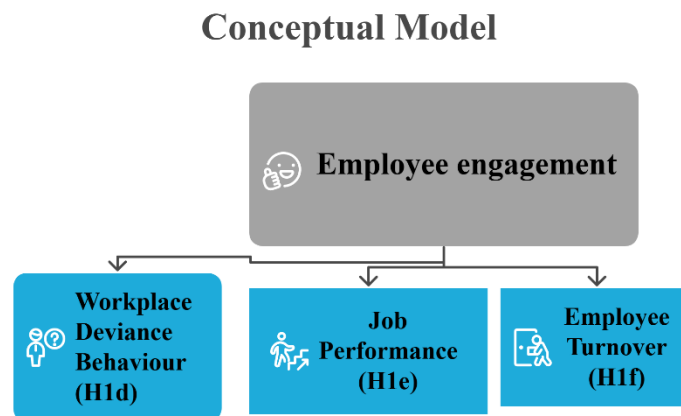 Conceptual Model
Employee engagement
Workplace
Deviance
Behaviour
(H1d)
Job
Performance
(H1e)
Employee
Turnover
(H1f)